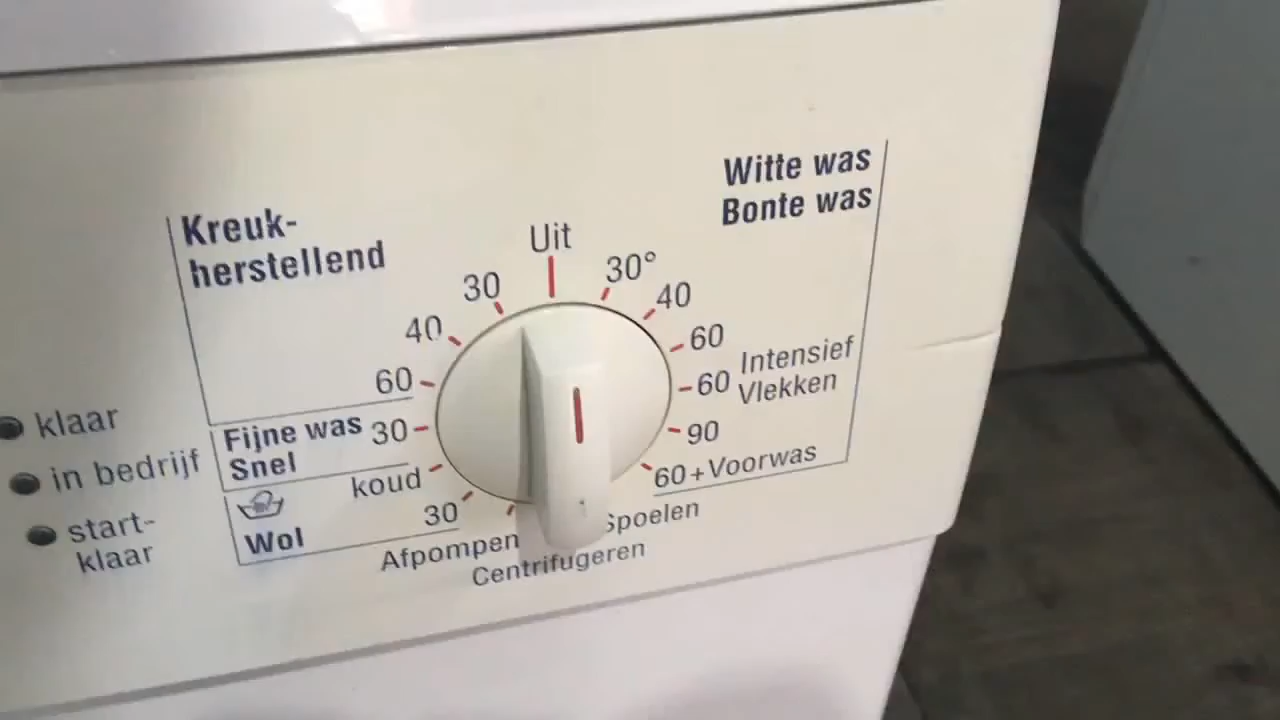 Kreuk-
herstellend
Witte was
Bonte was
Uit
30
40
60
30°
40
60
60 Intensief
Vlekken
90
60+Voorwas
Fijne was 30
Snel
koud
Wol
30
klaar
in bedrijf
start-
klaar
Afpompen
Spoelen
Centrifugeren